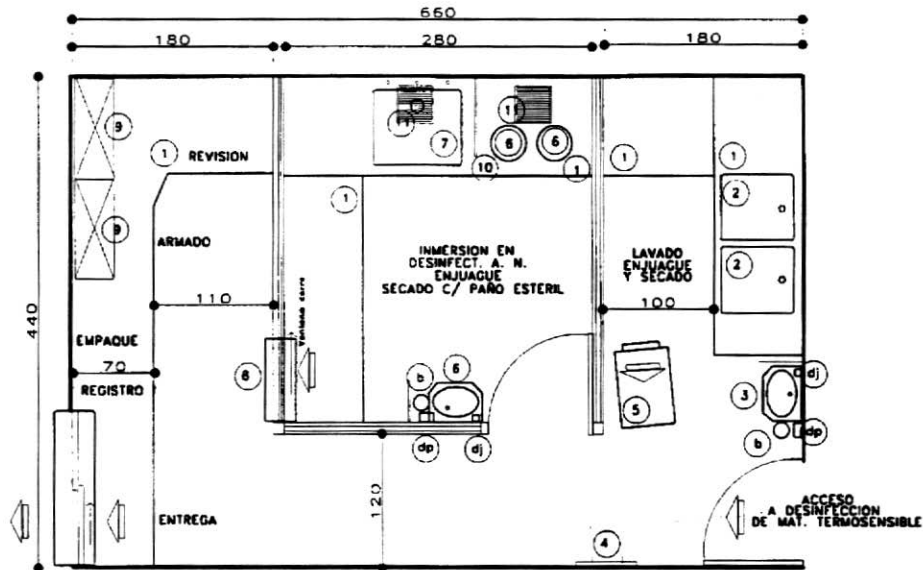 660
180
280
180
9
1
REVISION
11
7
11
6
6
10
1
1
1
2
9
1
ARMADO
INMERSION EN
DESINFECT. A. N.
ENJUAGUE
SECADO C/ PAÑO ESTERIL
LAVADO
ENJUAGUE
Y SECADO
2
110
100
440
EMPAQUE
70
REGISTRO
8
b
6
5
3
dj
b
dp
dp
dj
120
ENTREGA
4
ACCESO
A DESINFECCION
DE MAT. TERMOSENSIBLE